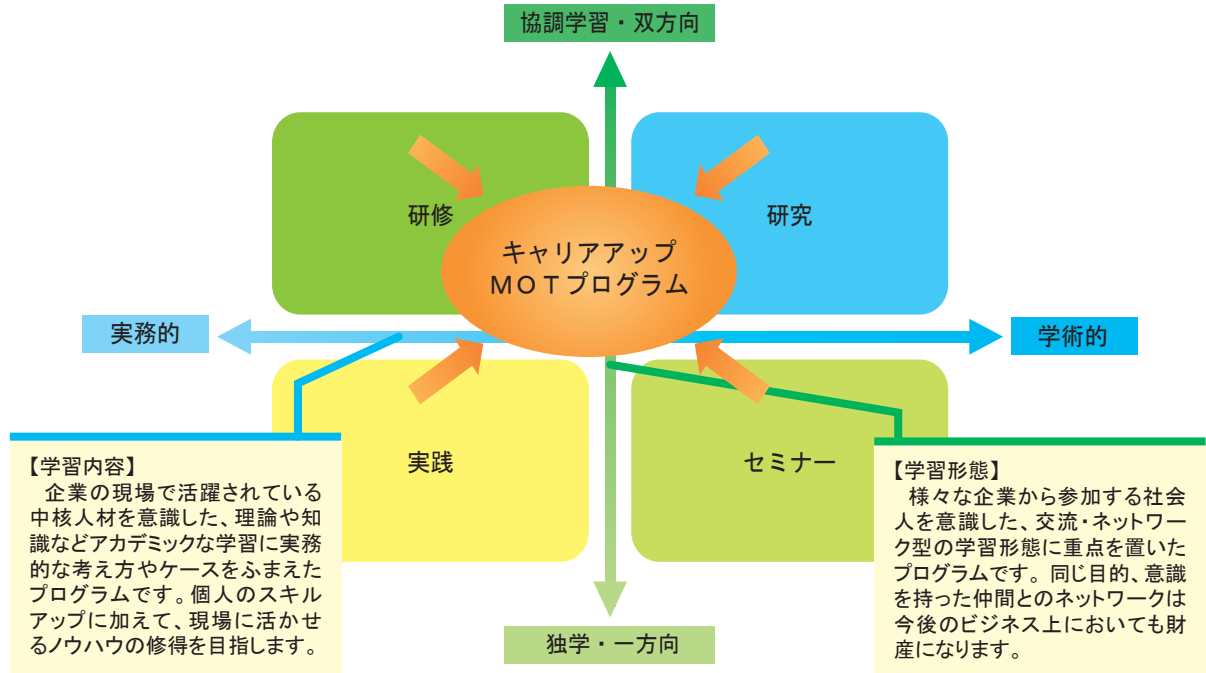 協調学習・双方向
研修
研究
キャリアアップ
MOTプログラム
実務的
学術的
実践
セミナー
【学習内容】
　企業の現場で活躍されている
中核人材を意識した、理論や知
識などアカデミックな学習に実務
的な考え方やケースをふまえた
プログラムです。個人のスキル
アップに加えて、現場に活かせ
るノウハウの修得を目指します。
【学習形態】
　様々な企業から参加する社会
人を意識した、交流・ネットワー
ク型の学習形態に重点を置いた
プログラムです。同じ目的、意識
を持った仲間とのネットワークは
今後のビジネス上においても財
産になります。
独学・一方向